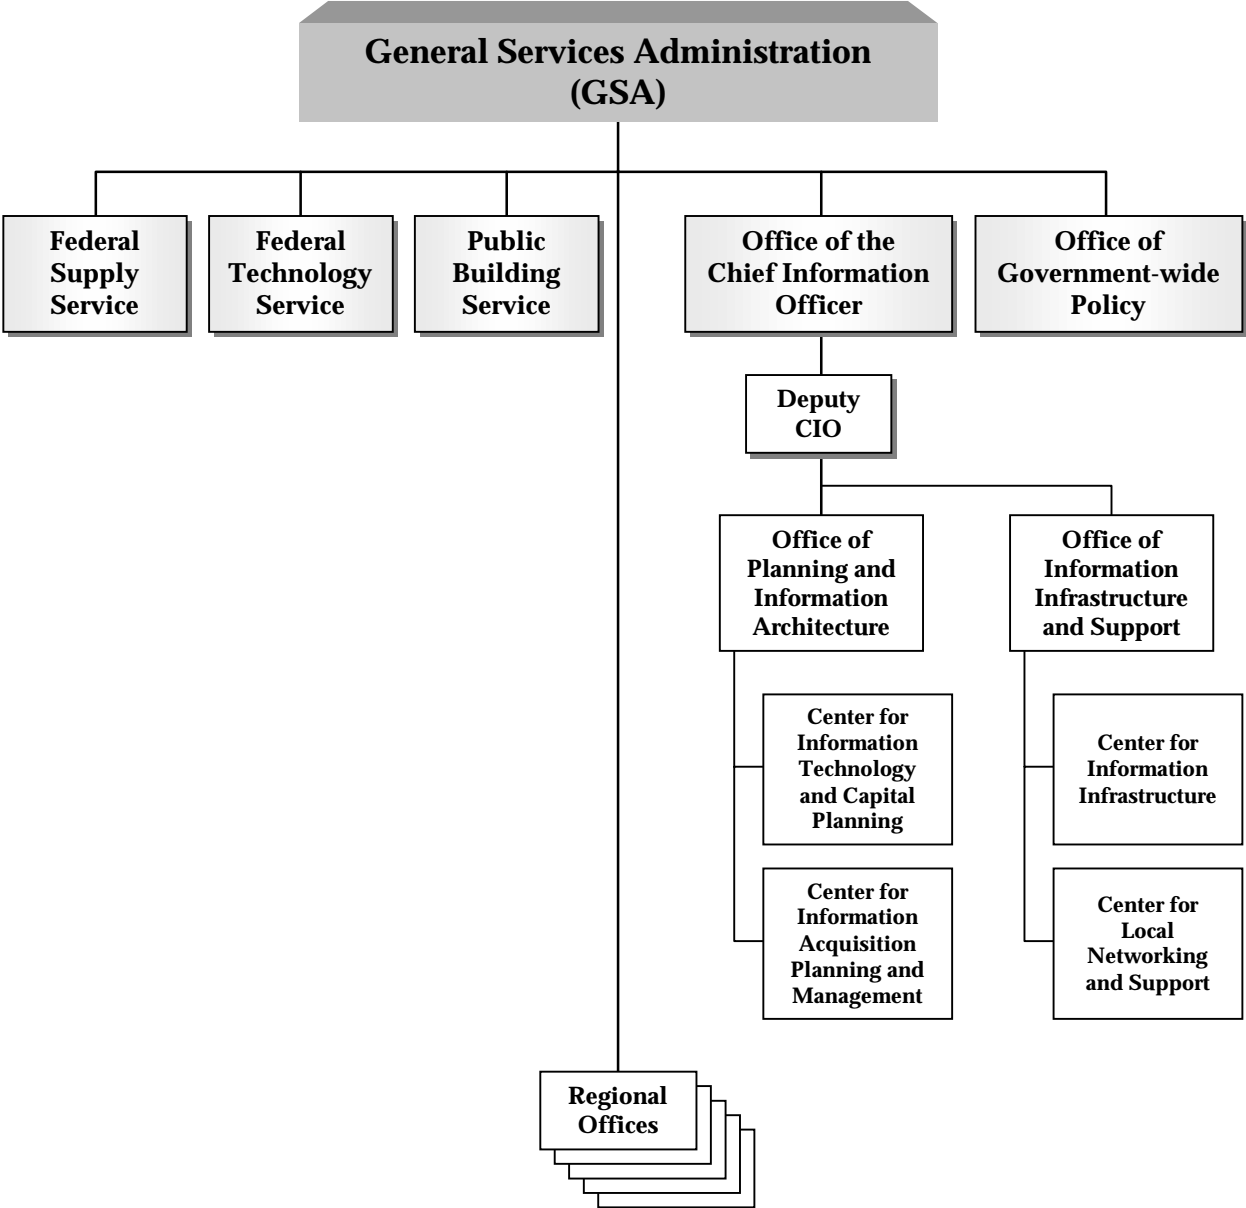 General Services Administration
(GSA)
Federal
Supply
Service
Federal
Technology
Service
Public
Building
Service
Office of the
Chief Information
Officer
Office of
Government-wide
Policy
Deputy
CIO
Office of
Planning and
Information
Architecture
Office of
Information
Infrastructure
and Support
Center for
Information
Technology
and Capital
Planning
Center for
Information
Infrastructure
Center for
Information
Acquisition
Planning and
Management
Center for
Local
Networking
and Support
Regional
Offices